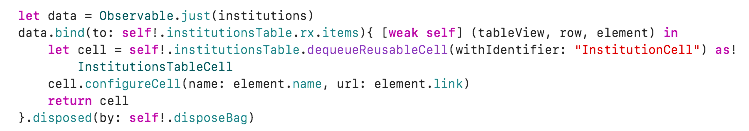 let data = Observable.just(institutions)
data.bind(to: self!.institutionsTable.rx.items){ [weak self] (tableView, row, element) in
let cell = self!.institutionsTable.dequeueReusableCell(withIdentifier: "InstitutionCell") as!
InstitutionsTableCell
cell.configureCell(name: element.name, url: element.link)
return cell
}.disposed(by: self!.disposeBag)